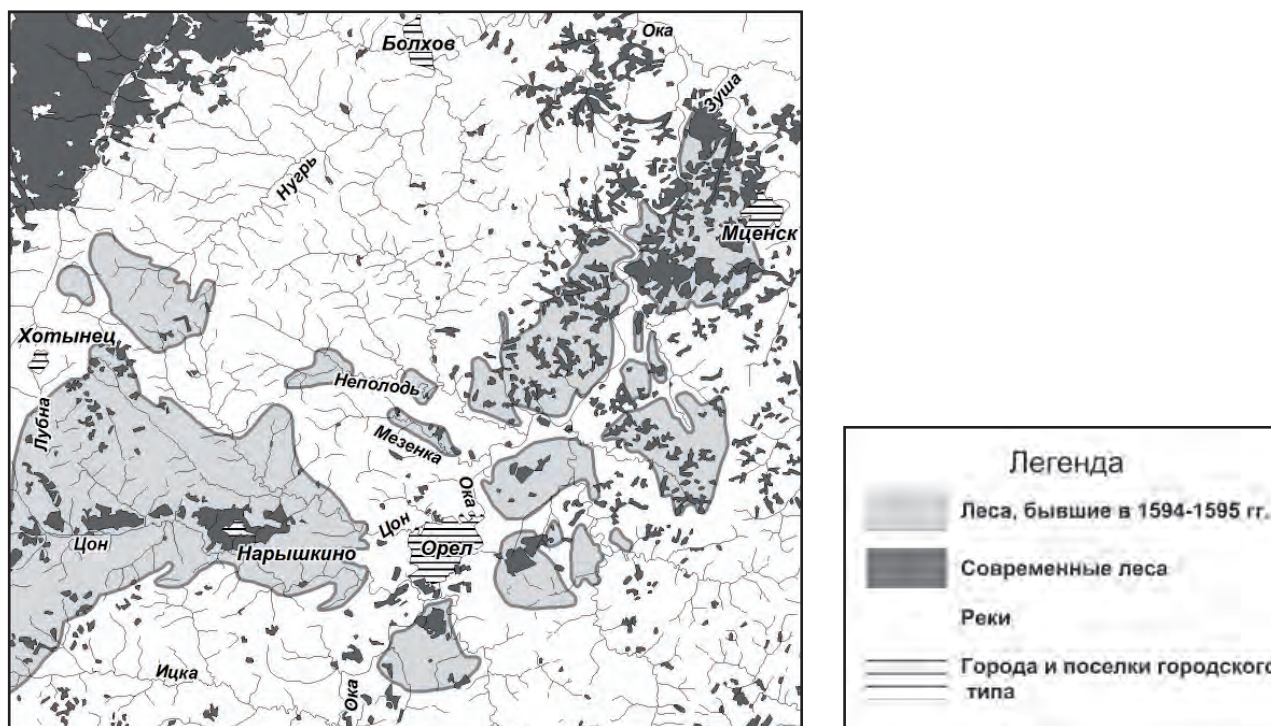 Болхов
Ока
Зуша
Нугрь
Мценск
Хотынец
Неполодь
Лубна
Мезенка
Ока
Цон
Цон
Нарышкино
Орел
Ицка
Ока
Легенда
Леса, бывшие в 1594-1595 гг.
Современные леса
Реки
Города и поселки городского
типа